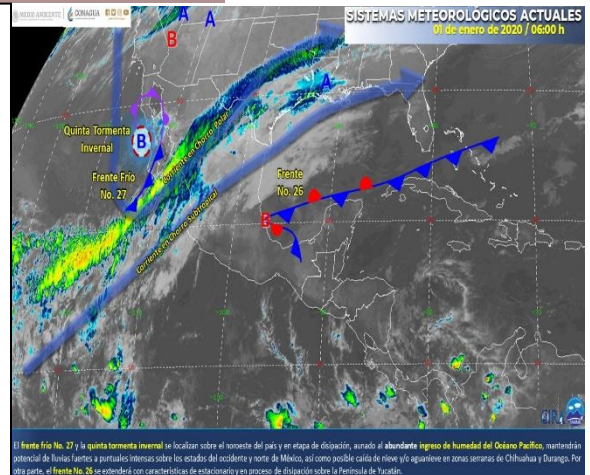 MEDIO AMBIENTE
CONAGUA
SISTEMAS METEOROLÓGICOS ACTUALES
01 de enero de 2020 / 06:00 h
A
A
B
Quinta Tormenta
Invernal
B
A
Corriente en Chorro Polar
Frente Frío
No. 27
Frente
No. 26
Corriente en Chorro Subtropical
B
CIRA
El frente frío No. 27 y la quinta tormenta invernal se localizan sobre el noroeste del país y en etapa de disipación, aunado al abundante ingreso de humedad del Océano Pacífico, mantendrán
potencial de lluvias fuertes a puntuales intensas sobre los estados del occidente y norte de México, así como posible caída de nieve y/o aguanieve en zonas serranas de Chihuahua y Durango. Por
otra parte, el frente No. 26 se extenderá con características de estacionario y en proceso de disipación sobre la Península de Yucatán.